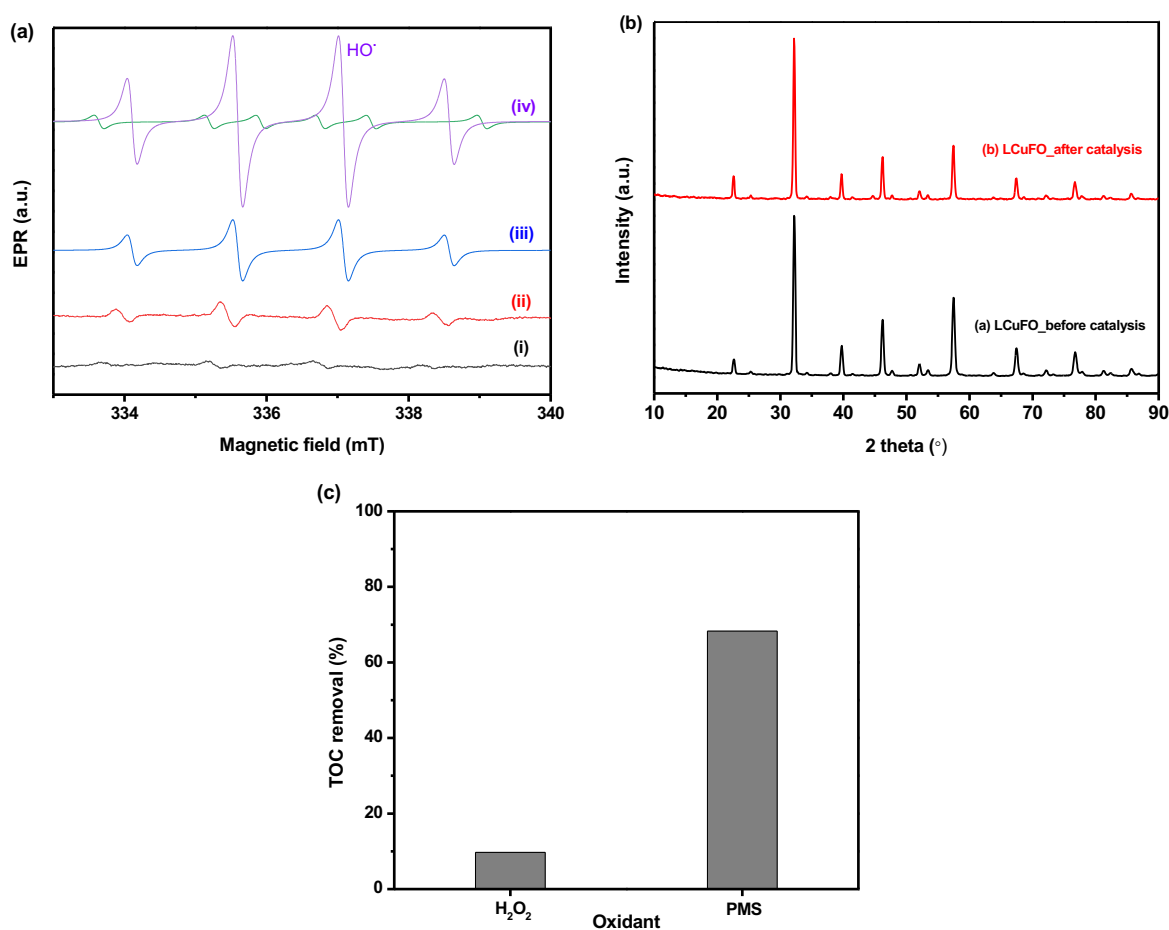 (a)
HO·
(iv)
(iii)
(ii)
(i)
EPR (a.u.)
334 336 338 340
Magnetic field (mT)
(b)
(b) LCuFO_after catalysis
(a) LCuFO_before catalysis
Intensity (a.u.)
10 20 30 40 50 60 70 80 90
2 theta (○)
(c)
100
80
60
40
20
0
TOC removal (%)
H₂O₂ PMS
Oxidant